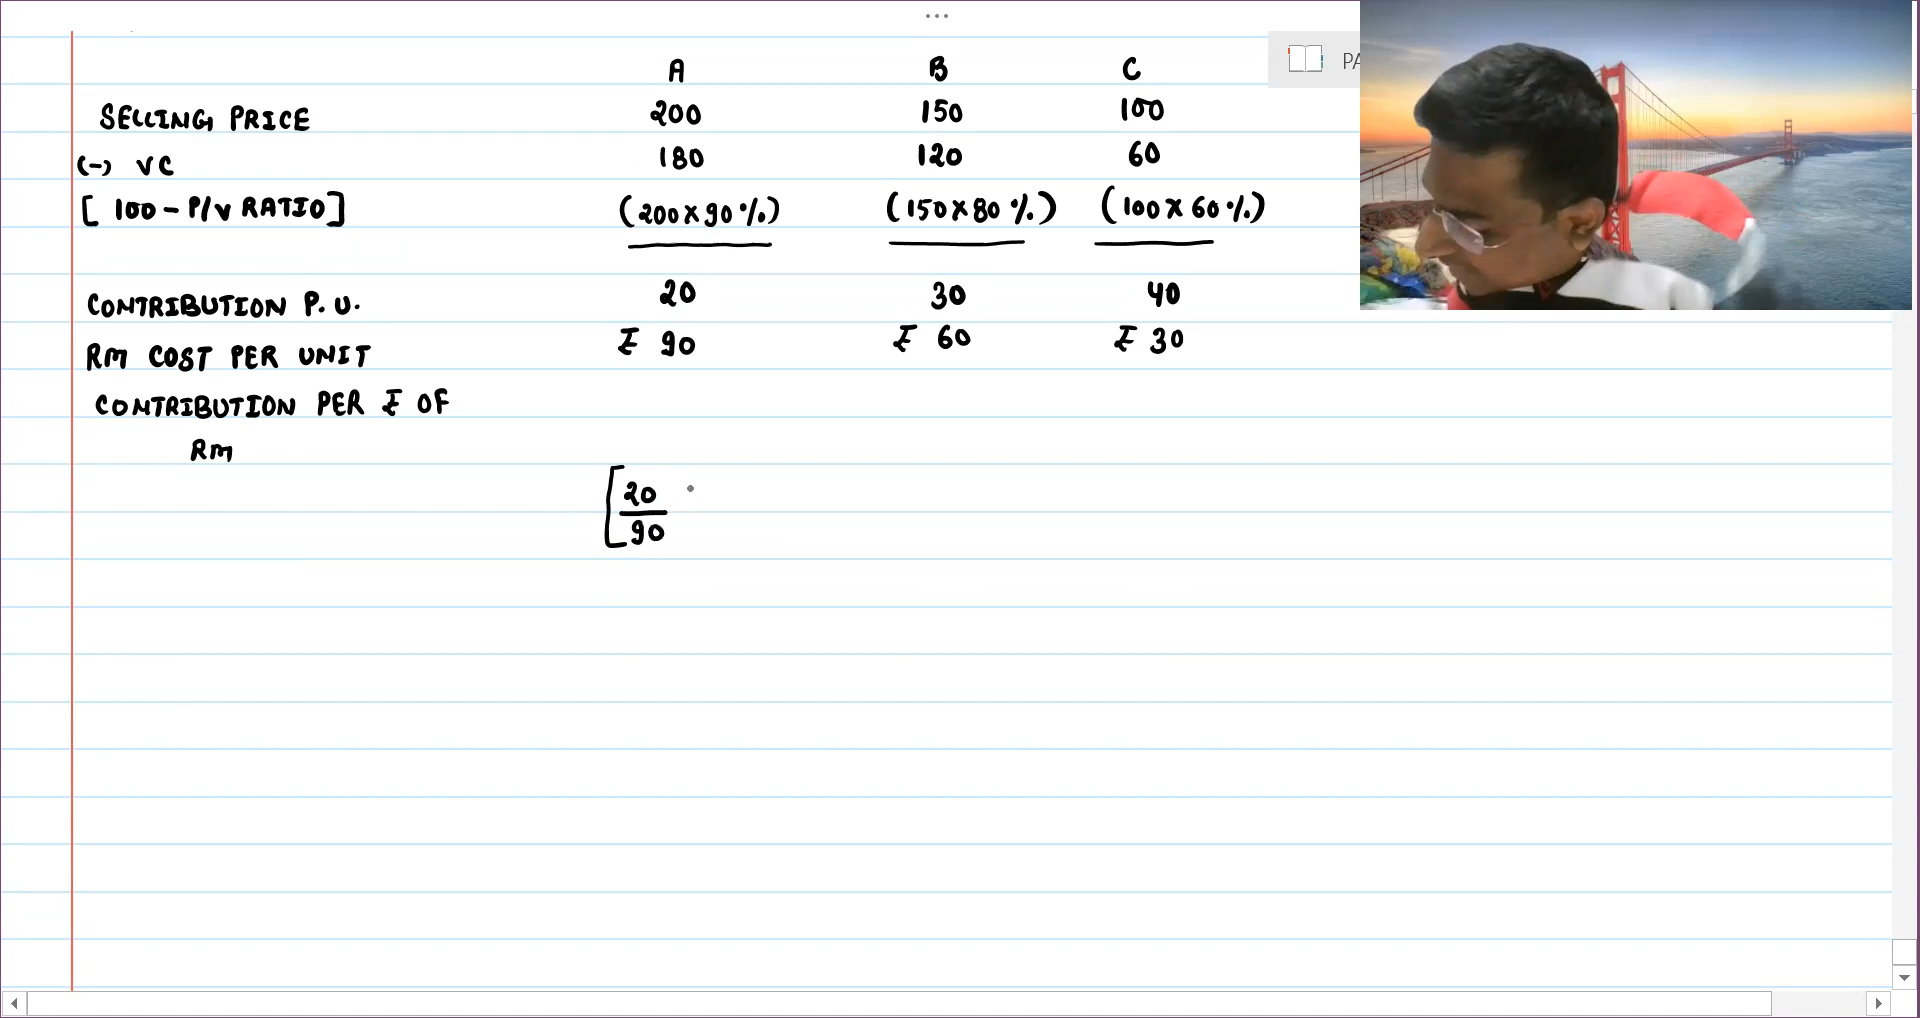 A B C
SELLING PRICE 200 150 100
(-) VC 180 120 60
[100 - P/V RATIO] (200 X 90%) (150 X 80%) (100 X 60%)
CONTRIBUTION P.U. 20 30 40
RM COST PER UNIT ₹ 90 ₹ 60 ₹ 30
CONTRIBUTION PER ₹ OF
RM
[20
90